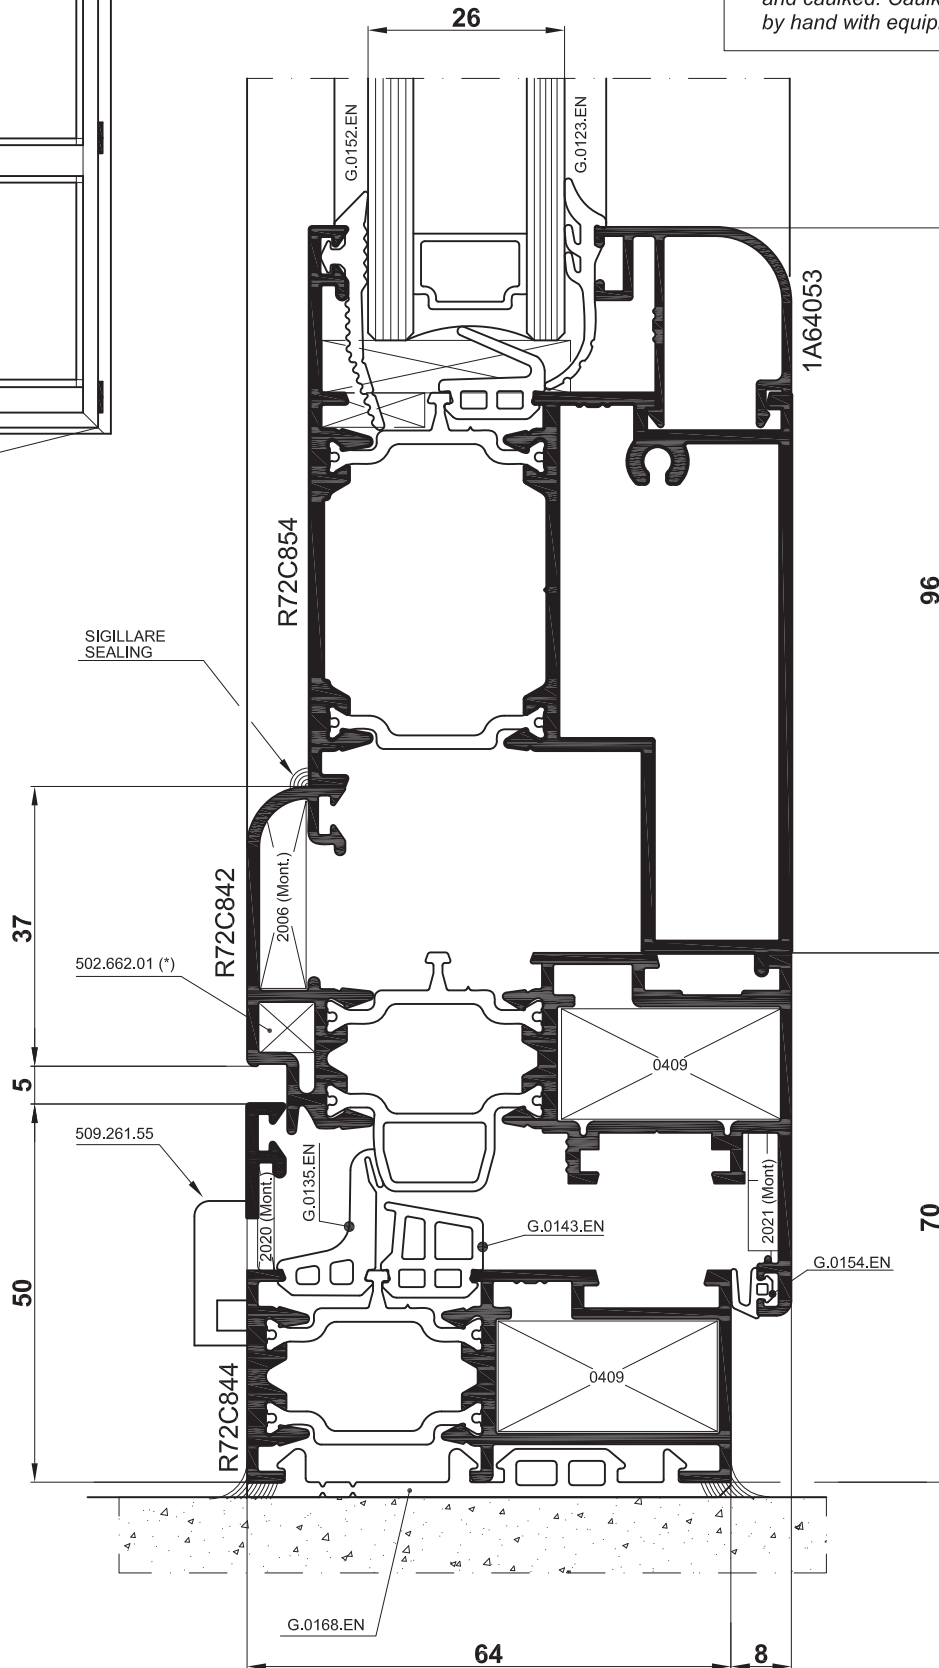 and caulked. Caulk
by hand with equip
26
G.0152.EN
G.0123.EN
1A64053
R72C854
96
SIGILLARE
SEALING
R72C842
2006 (Mont.)
37
502.662.01 (*)
0409
5
509.261.55
G.0135.EN
2020 (Mont.)
2021 (Mont)
G.0143.EN
70
G.0154.EN
50
0409
R72C844
G.0168.EN
64
8